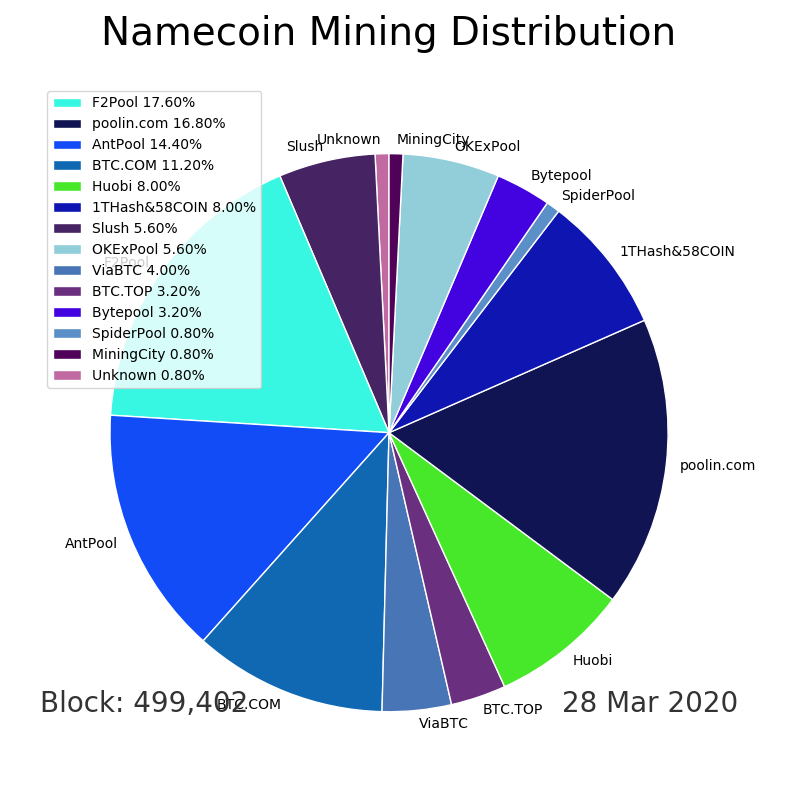 Namecoin Mining Distribution
F2Pool 17.60%
poolin.com 16.80%
AntPool 14.40%
BTC.COM 11.20%
Huobi 8.00%
1THash&58COIN 8.00%
Slush 5.60%
OKExPool 5.60%
ViaBTC 4.00%
BTC.TOP 3.20%
Bytepool 3.20%
SpiderPool 0.80%
MiningCity 0.80%
Unknown 0.80%
Unknown
MiningCity
Slush
OKExPool
Bytepool
SpiderPool
1THash&58COIN
F2Pool
poolin.com
AntPool
Huobi
BTC.COM
BTC.TOP
ViaBTC
Block: 499,402
28 Mar 2020